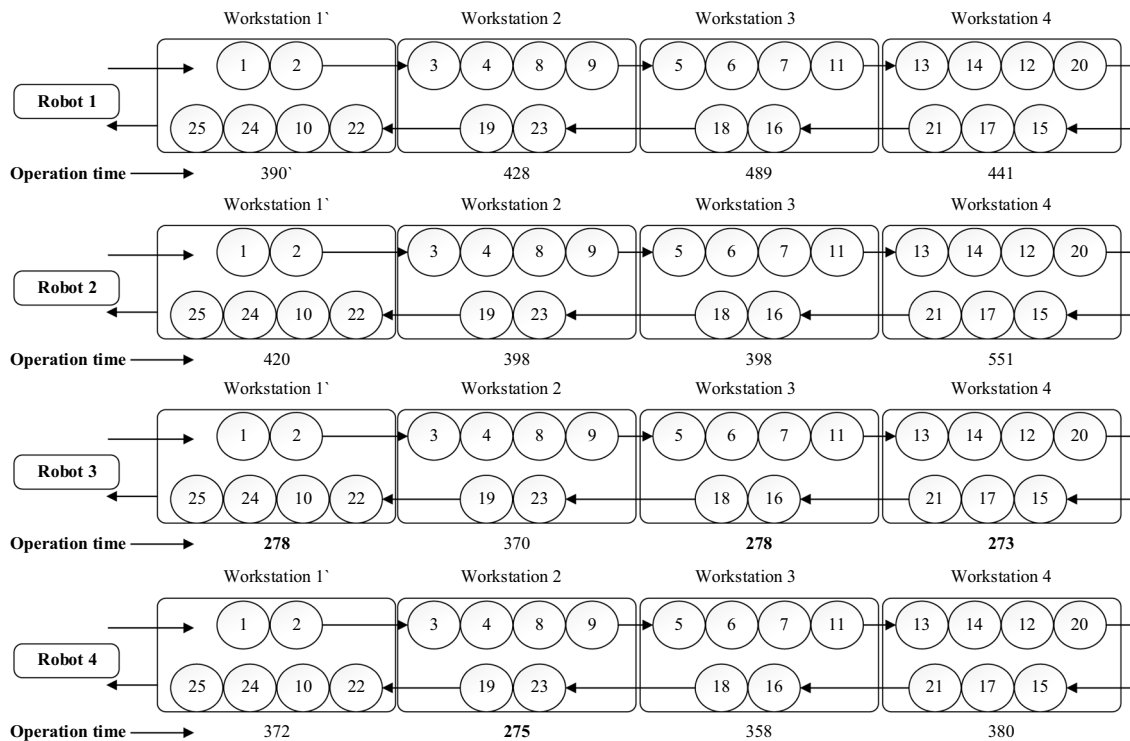 Workstation 1` Workstation 2 Workstation 3 Workstation 4
1 2 3 4 8 9 5 6 7 11 13 14 12 20
Robot 1
25 24 10 22 19 23 18 16 21 17 15
Operation time 390` 428 489 441
Workstation 1` Workstation 2 Workstation 3 Workstation 4
1 2 3 4 8 9 5 6 7 11 13 14 12 20
Robot 2
25 24 10 22 19 23 18 16 21 17 15
Operation time 420 398 398 551
Workstation 1` Workstation 2 Workstation 3 Workstation 4
1 2 3 4 8 9 5 6 7 11 13 14 12 20
Robot 3
25 24 10 22 19 23 18 16 21 17 15
Operation time 278 370 278 273
Workstation 1` Workstation 2 Workstation 3 Workstation 4
1 2 3 4 8 9 5 6 7 11 13 14 12 20
Robot 4
25 24 10 22 19 23 18 16 21 17 15
Operation time 372 275 358 380